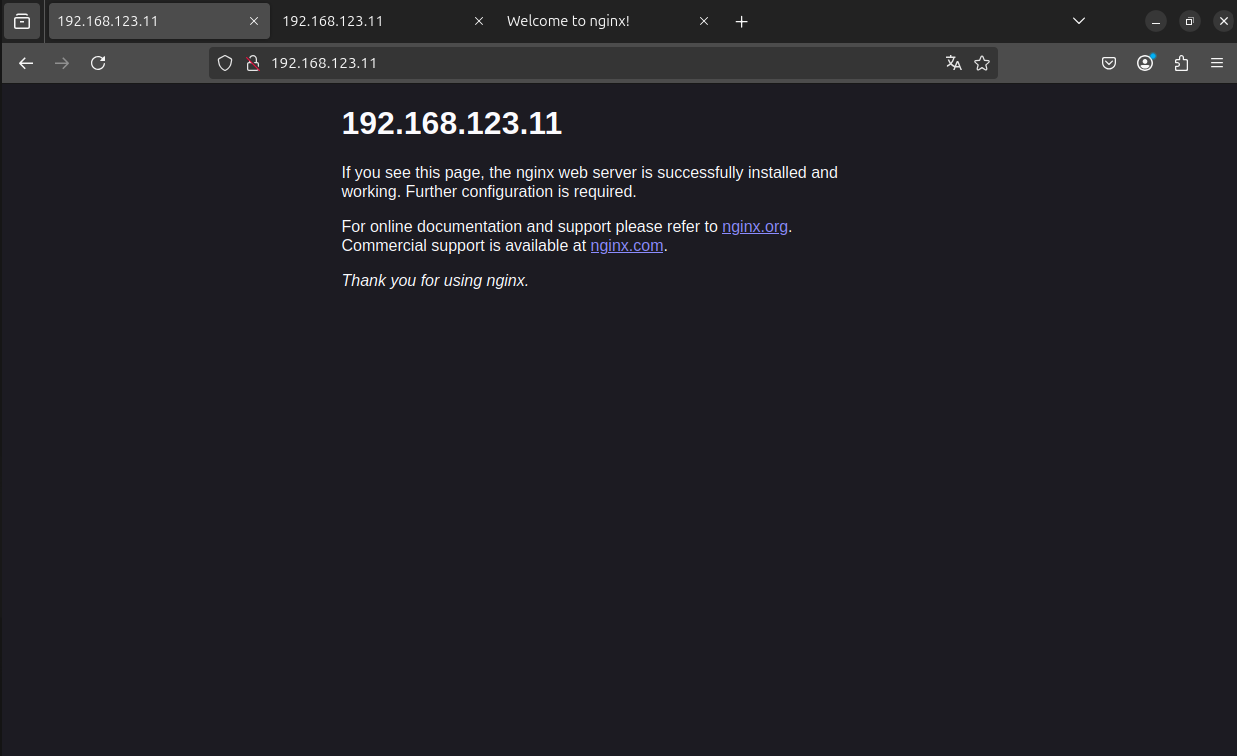 192.168.123.11
192.168.123.11
Welcome to nginx!
192.168.123.11
192.168.123.11
If you see this page, the nginx web server is successfully installed and
working. Further configuration is required.
For online documentation and support please refer to nginx.org.
Commercial support is available at nginx.com.
Thank you for using nginx.